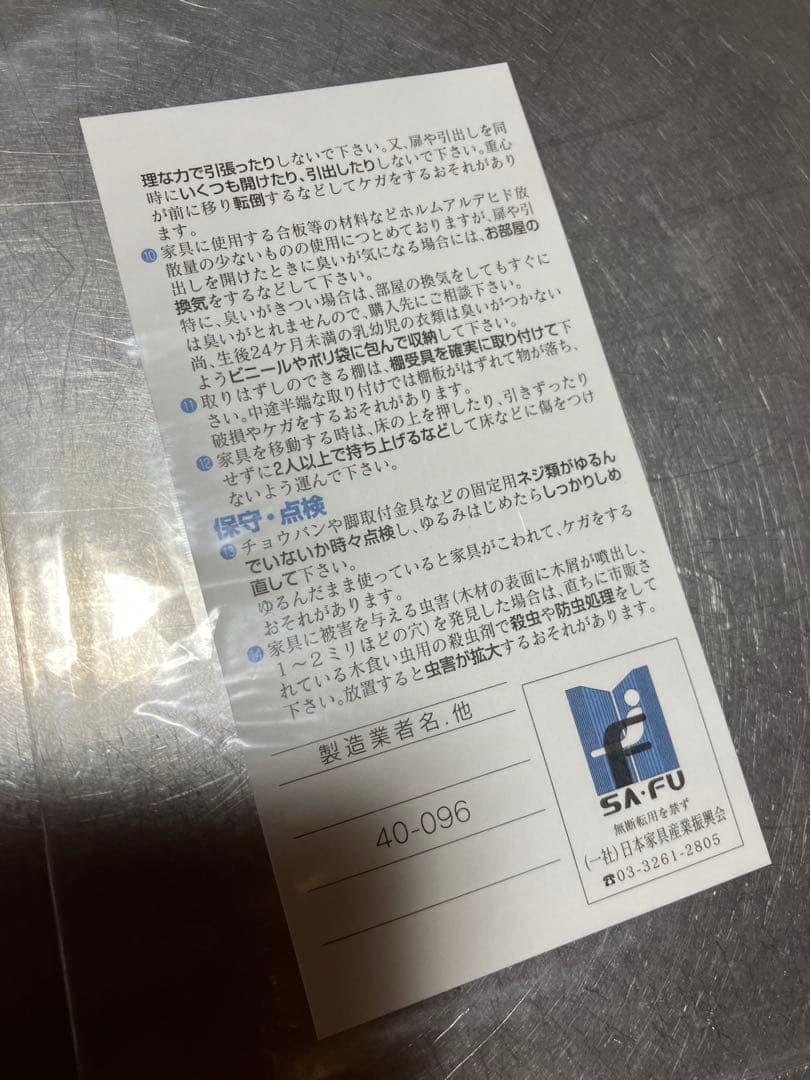 理な力で引張ったりしないで下さい。又、扉や引出しを同
時にいくつも開けたり、引出したりしないで下さい。重心
が前に移り転倒するなどしてケガをするおそれがあり
ます。
⑩ 家具に使用する合板等の材料などホルムアルデヒド放
散量の少ないものの使用につとめておりますが、扉や引
出しを開けたときに臭いが気になる場合には、お部屋の
換気をするなどして下さい。
特に、臭いがきつい場合は、部屋の換気をしてもすぐに
は臭いがとれませんので、購入先にご相談下さい。
尚、生後24ケ月未満の乳幼児の衣類は臭いがつかない
ようビニールやポリ袋に包んで収納して下さい。
⑪ 取りはずしのできる棚は、棚受具を確実に取り付けて下
さい。中途半端な取り付けでは棚板がはずれて物が落ち、
破損やケガをするおそれがあります。
⑫ 家具を移動する時は、床の上を押したり、引きずったり
せずに2人以上で持ち上げるなどして床などに傷をつけ
ないよう運んで下さい。
保守・点検
⑬ チョウバンや脚取付金具などの固定用ネジ類がゆるん
でいないか時々点検し、ゆるみはじめたらしっかりしめ
直して下さい。
ゆるんだまま使っていると家具がこわれて、ケガをする
おそれがあります。
⑭ 家具に被害を与える虫害(木材の表面に木屑が噴出し、
1〜2ミリほどの穴)を発見した場合は、直ちに市販さ
れている木食い虫用の殺虫剤で殺虫や防虫処理をして
下さい。放置すると虫害が拡大するおそれがあります。
製造業者名.他
40-096
SA・FU
無断転用を禁ず
(一社)日本家具産業振興会
☎03-3261-2805